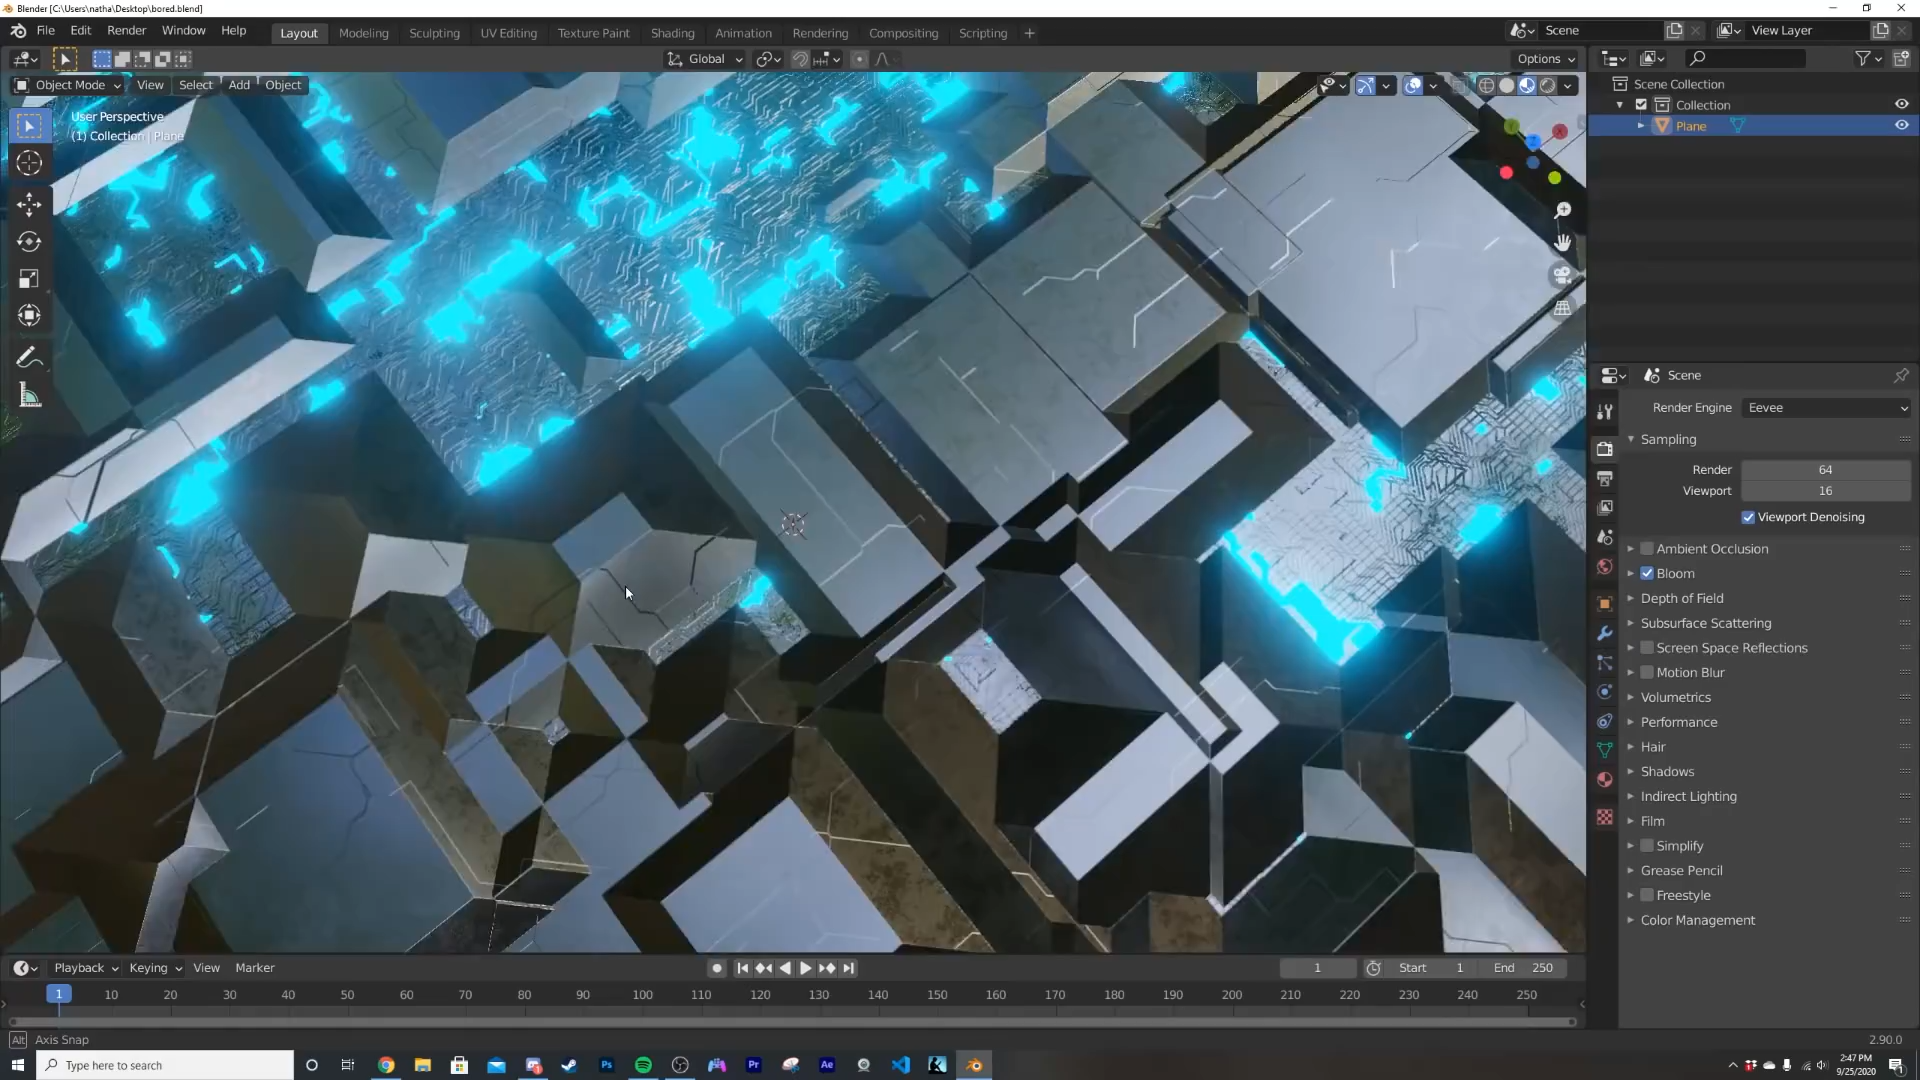 Blender [C:\Users\natha\Desktop\bored.blend]
File Edit Render Window Help Layout Modeling Sculpting UV Editing Texture Paint Shading Animation Rendering Compositing Scripting + Scene View Layer
Global Options
Object Mode View Select Add Object
User Perspective
(1) Collection | Plane
Scene Collection
Collection
Plane
Scene
Render Engine Eevee
Sampling
Render 64
Viewport 16
Viewport Denoising
Ambient Occlusion
Bloom
Depth of Field
Subsurface Scattering
Screen Space Reflections
Motion Blur
Volumetrics
Performance
Hair
Shadows
Indirect Lighting
Film
Simplify
Grease Pencil
Freestyle
Color Management
Playback Keying View Marker 1 Start 1 End 250
1 10 20 30 40 50 60 70 80 90 100 110 120 130 140 150 160 170 180 190 200 210 220 230 240 250
Alt Axis Snap 2.90.0
Type here to search Ps Pr Ae 2:47 PM
9/25/2020